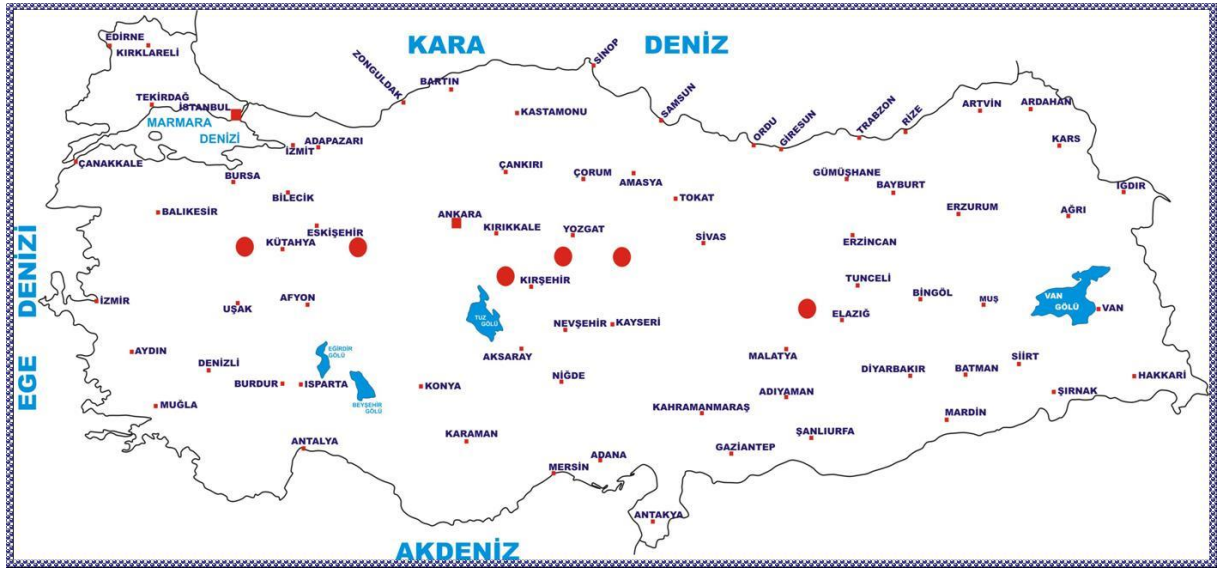 EDİRNE
KIRKLARELİ
KARA DENİZ
SİNOP
ZONGULDAK
BARTIN
TEKİRDAĞ
İSTANBUL
KASTAMONU
SAMSUN
ARTVİN
ARDAHAN
MARMARA
DENİZİ
ORDU
GİRESUN
TRABZON
RİZE
ADAPAZARI
İZMİT
KARS
ÇANAKKALE
BURSA
ÇANKIRI
ÇORUM
AMASYA
GÜMÜŞHANE
BAYBURT
IĞDIR
BİLECİK
TOKAT
BALIKESİR
ANKARA
KIRIKKALE
YOZGAT
ERZURUM
AĞRI
ESKİŞEHİR
KÜTAHYA
SİVAS
ERZİNCAN
EGE DENİZİ
KIRŞEHİR
TUNCELİ
BİNGÖL
MUŞ
VAN
GÖLÜ
VAN
İZMİR
UŞAK
AFYON
TUZ
GÖLÜ
NEVŞEHİR
KAYSERİ
ELAZIĞ
AYDIN
DENİZLİ
EĞİRDİR
GÖLÜ
AKSARAY
MALATYA
SİİRT
BURDUR
ISPARTA
KONYA
NİĞDE
DİYARBAKIR
BATMAN
HAKKARİ
BEYŞEHİR
GÖLÜ
MUĞLA
KAHRAMANMARAŞ
ADIYAMAN
ŞIRNAK
MARDİN
ANTALYA
KARAMAN
ŞANLIURFA
GAZİANTEP
ADANA
MERSİN
ANTAKYA
AKDENİZ